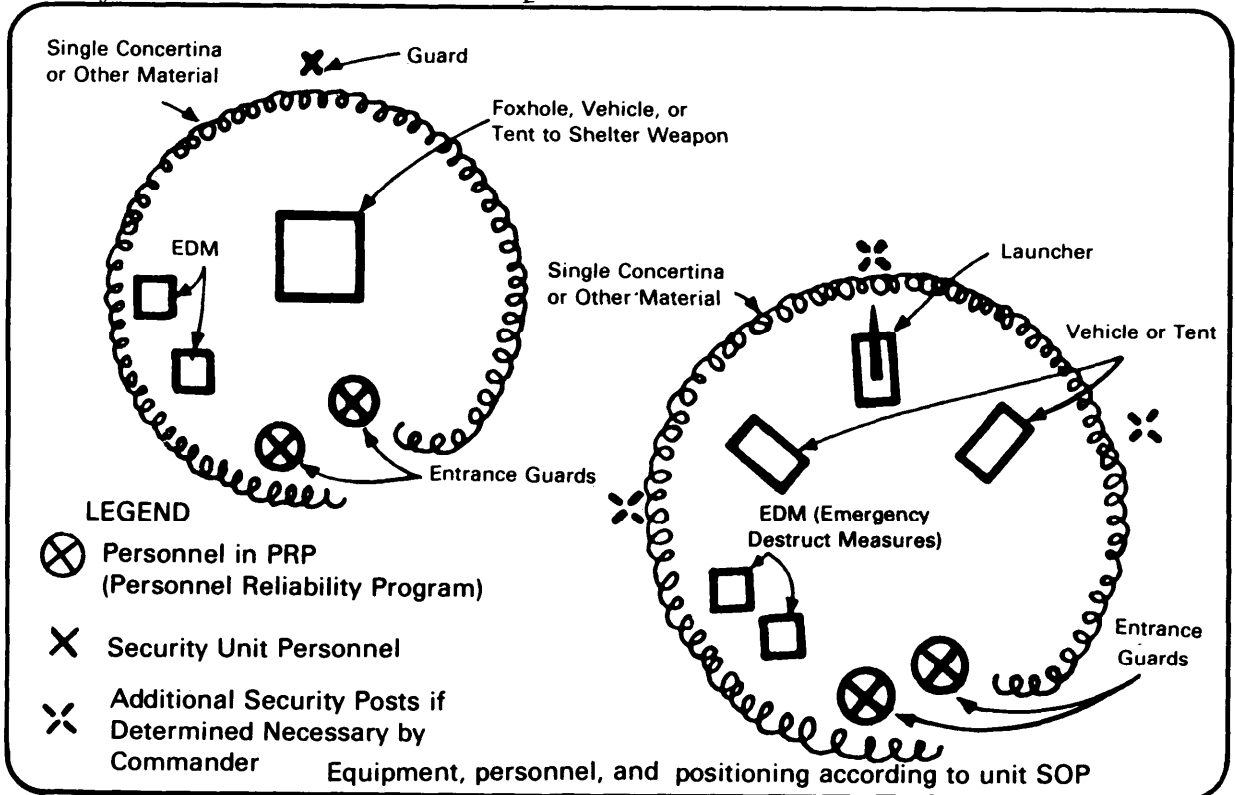 Single Concertina
or Other Material
Guard
Foxhole, Vehicle, or
Tent to Shelter Weapon
EDM
Entrance Guards
Single Concertina
or Other Material
Launcher
Vehicle or Tent
EDM (Emergency
Destruct Measures)
Entrance
Guards
LEGEND
Personnel in PRP
(Personnel Reliability Program)
Security Unit Personnel
Additional Security Posts if
Determined Necessary by
Commander
Equipment, personnel, and positioning according to unit SOP